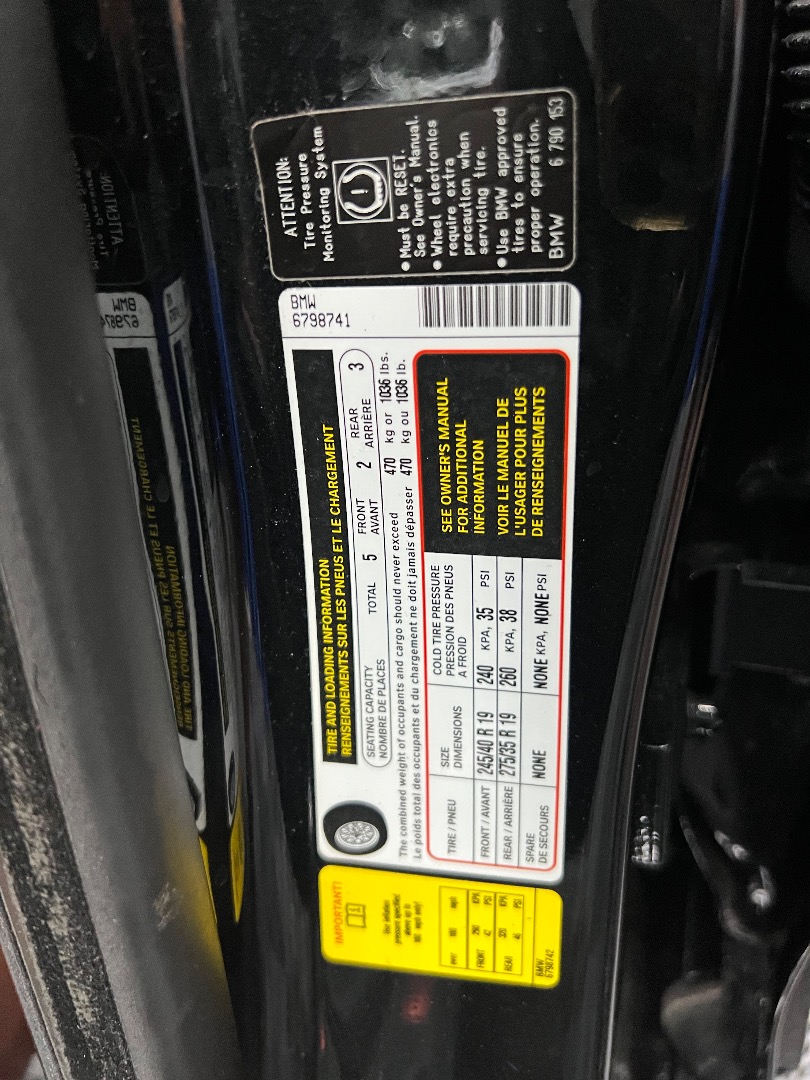 ATTENTION:
Tire Pressure
Monitoring System
• Must be RESET.
See Owner's Manual.
• Wheel electronics
require extra
precaution when
servicing tire.
• Use BMW approved
tires to ensure
proper operation.
BMW 6 790 153
BMW
6798741
TIRE AND LOADING INFORMATION
RENSEIGNEMENTS SUR LES PNEUS ET LE CHARGEMENT
SEATING CAPACITY
NOMBRE DE PLACES
TOTAL 5
FRONT
AVANT
2
REAR
ARRIÈRE
3
The combined weight of occupants and cargo should never exceed 470 kg or 1036 lbs.
Le poids total des occupants et du chargement ne doit jamais dépasser 470 kg ou 1036 lb.
TIRE / PNEU
SIZE
DIMENSIONS
COLD TIRE PRESSURE
PRESSION DES PNEUS
A FROID
FRONT / AVANT 245/40 R 19 240 KPA, 35 PSI
REAR / ARRIÈRE 275/35 R 19 260 KPA, 38 PSI
SPARE
DE SECOURS
NONE NONE KPA, NONE PSI
SEE OWNER'S MANUAL
FOR ADDITIONAL
INFORMATION
VOIR LE MANUEL DE
L'USAGER POUR PLUS
DE RENSEIGNEMENTS
IMPORTANT!
pressure specified
FRONT KPA
PSI
REAR KPA
PSI
BMW
6798742